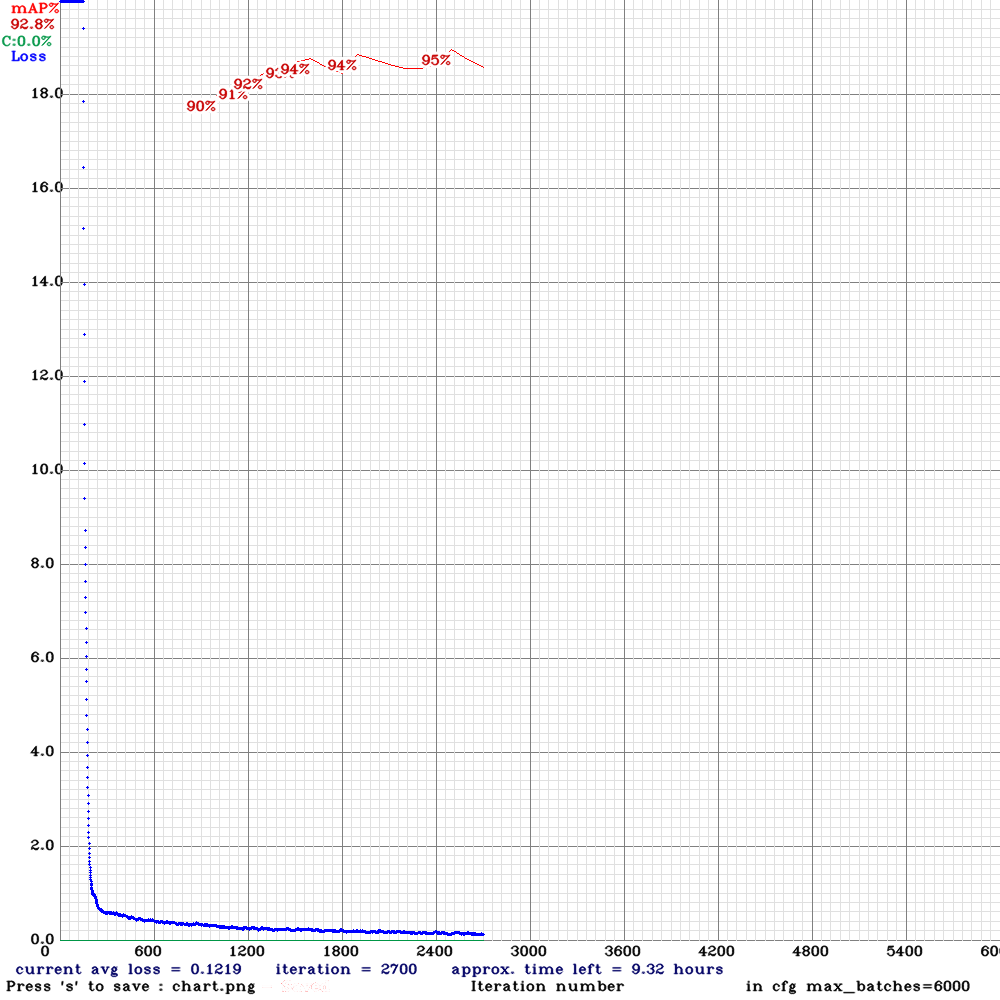 mAP%
92.8%
C:0.0%
Loss
95%
94%
94%
92%
91%
90%
18.0
16.0
14.0
12.0
10.0
8.0
6.0
4.0
2.0
0.0
0 600 1200 1800 2400 3000 3600 4200 4800 5400
current avg loss = 0.1219 iteration = 2700 approx. time left = 9.32 hours
Press 's' to save : chart.png Iteration number in cfg max_batches=6000